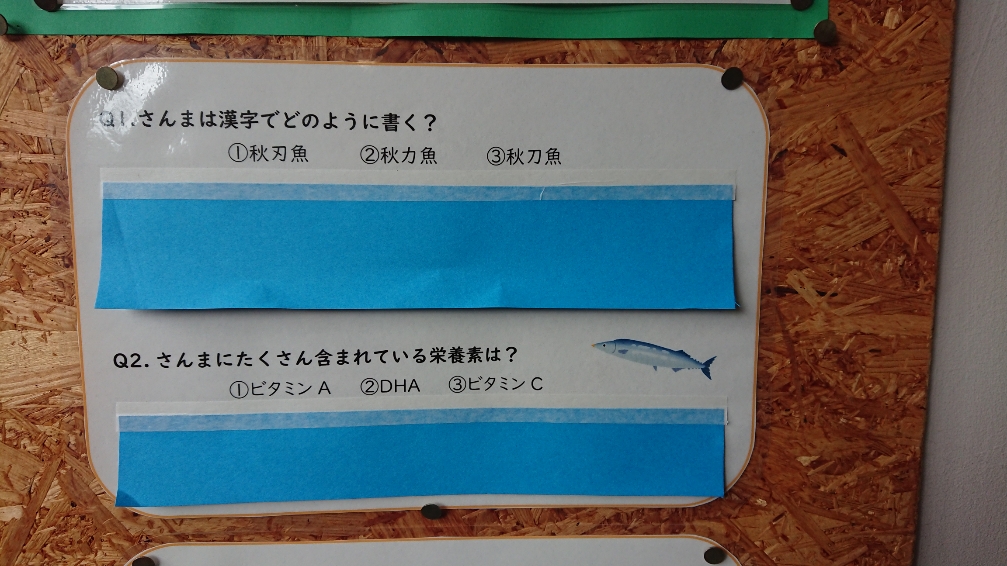 Q1.さんまは漢字でどのように書く？
①秋刃魚 ②秋力魚 ③秋刀魚
Q2. さんまにたくさん含まれている栄養素は？
①ビタミン A ②DHA ③ビタミン C